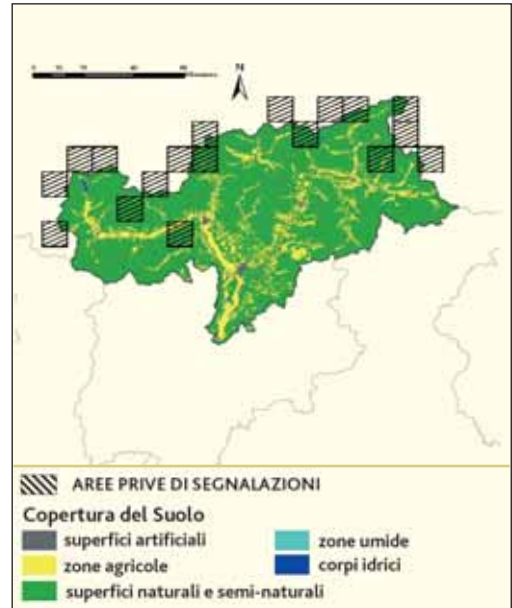 N
AREE PRIVE DI SEGNALAZIONI
Copertura del Suolo
superfici artificiali
zone umide
zone agricole
corpi idrici
superfici naturali e semi-naturali